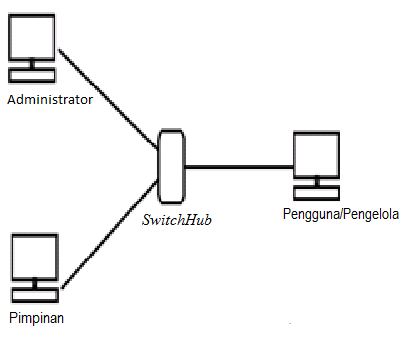 Administrator
SwitchHub
Pengguna/Pengelola
Pimpinan